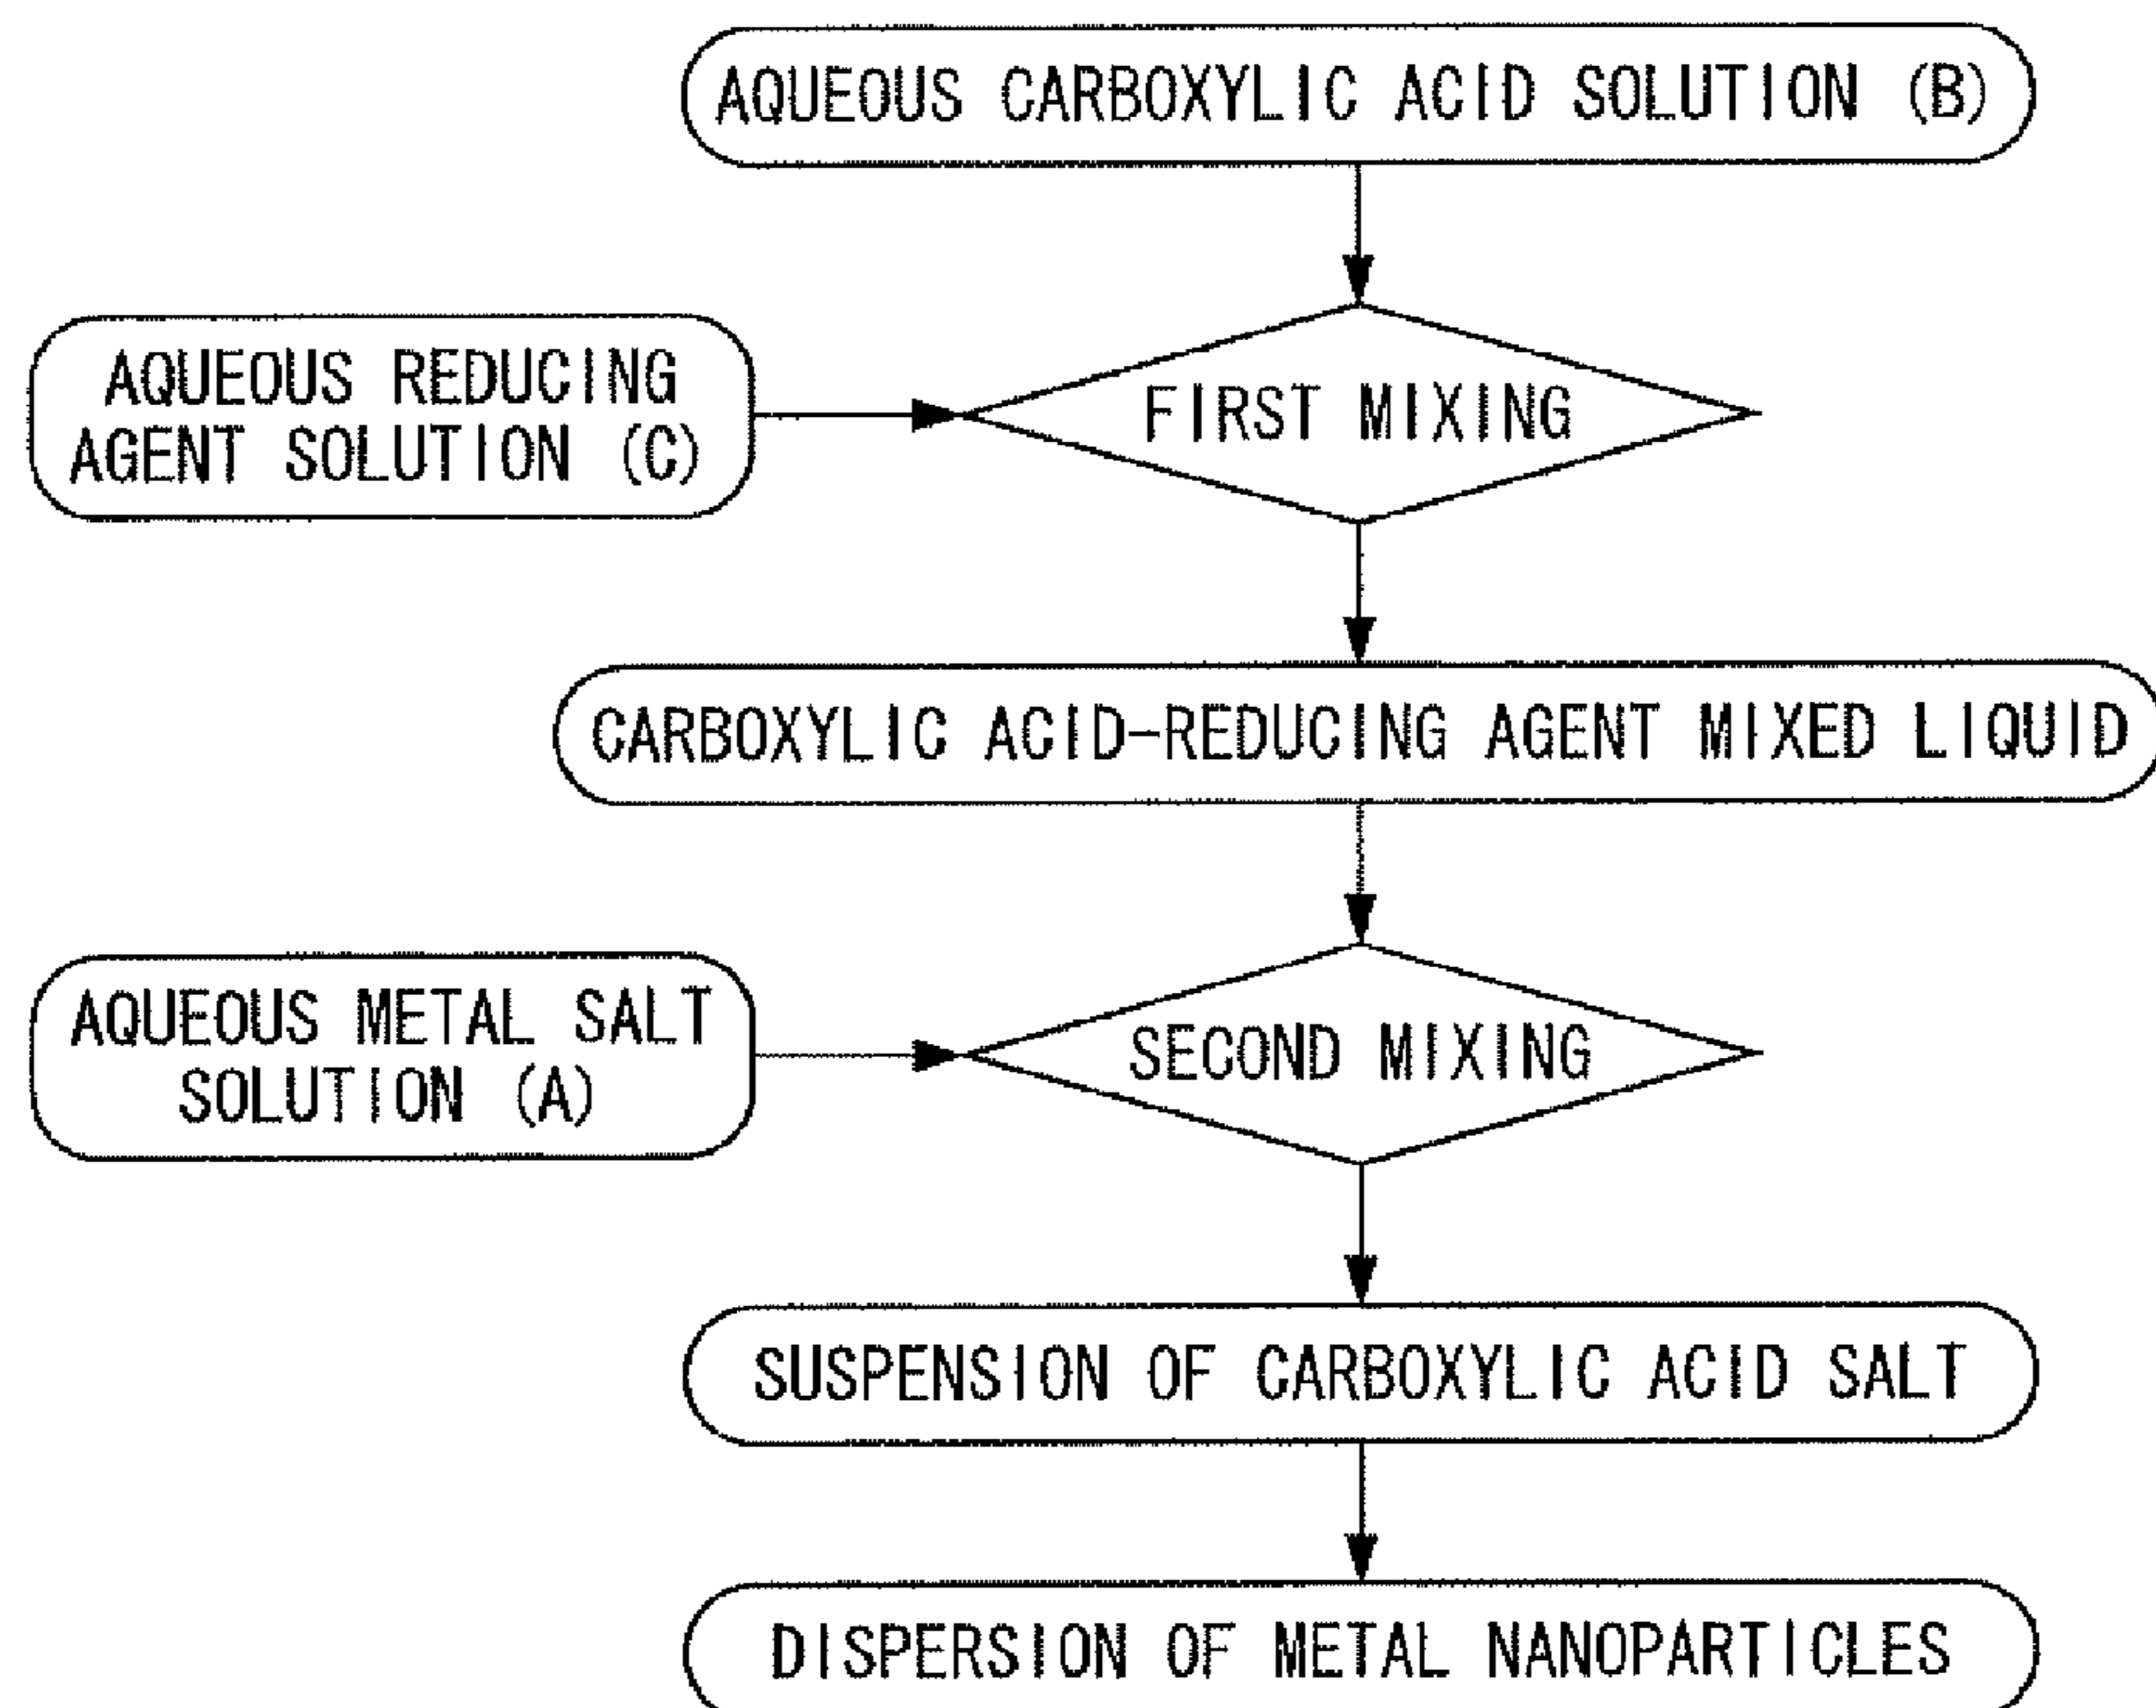 AQUEOUS CARBOXYLIC ACID SOLUTION (B)
AQUEOUS REDUCING
AGENT SOLUTION (C)
FIRST MIXING
CARBOXYLIC ACID-REDUCING AGENT MIXED LIQUID
AQUEOUS METAL SALT
SOLUTION (A)
SECOND MIXING
SUSPENSION OF CARBOXYLIC ACID SALT
DISPERSION OF METAL NANOPARTICLES